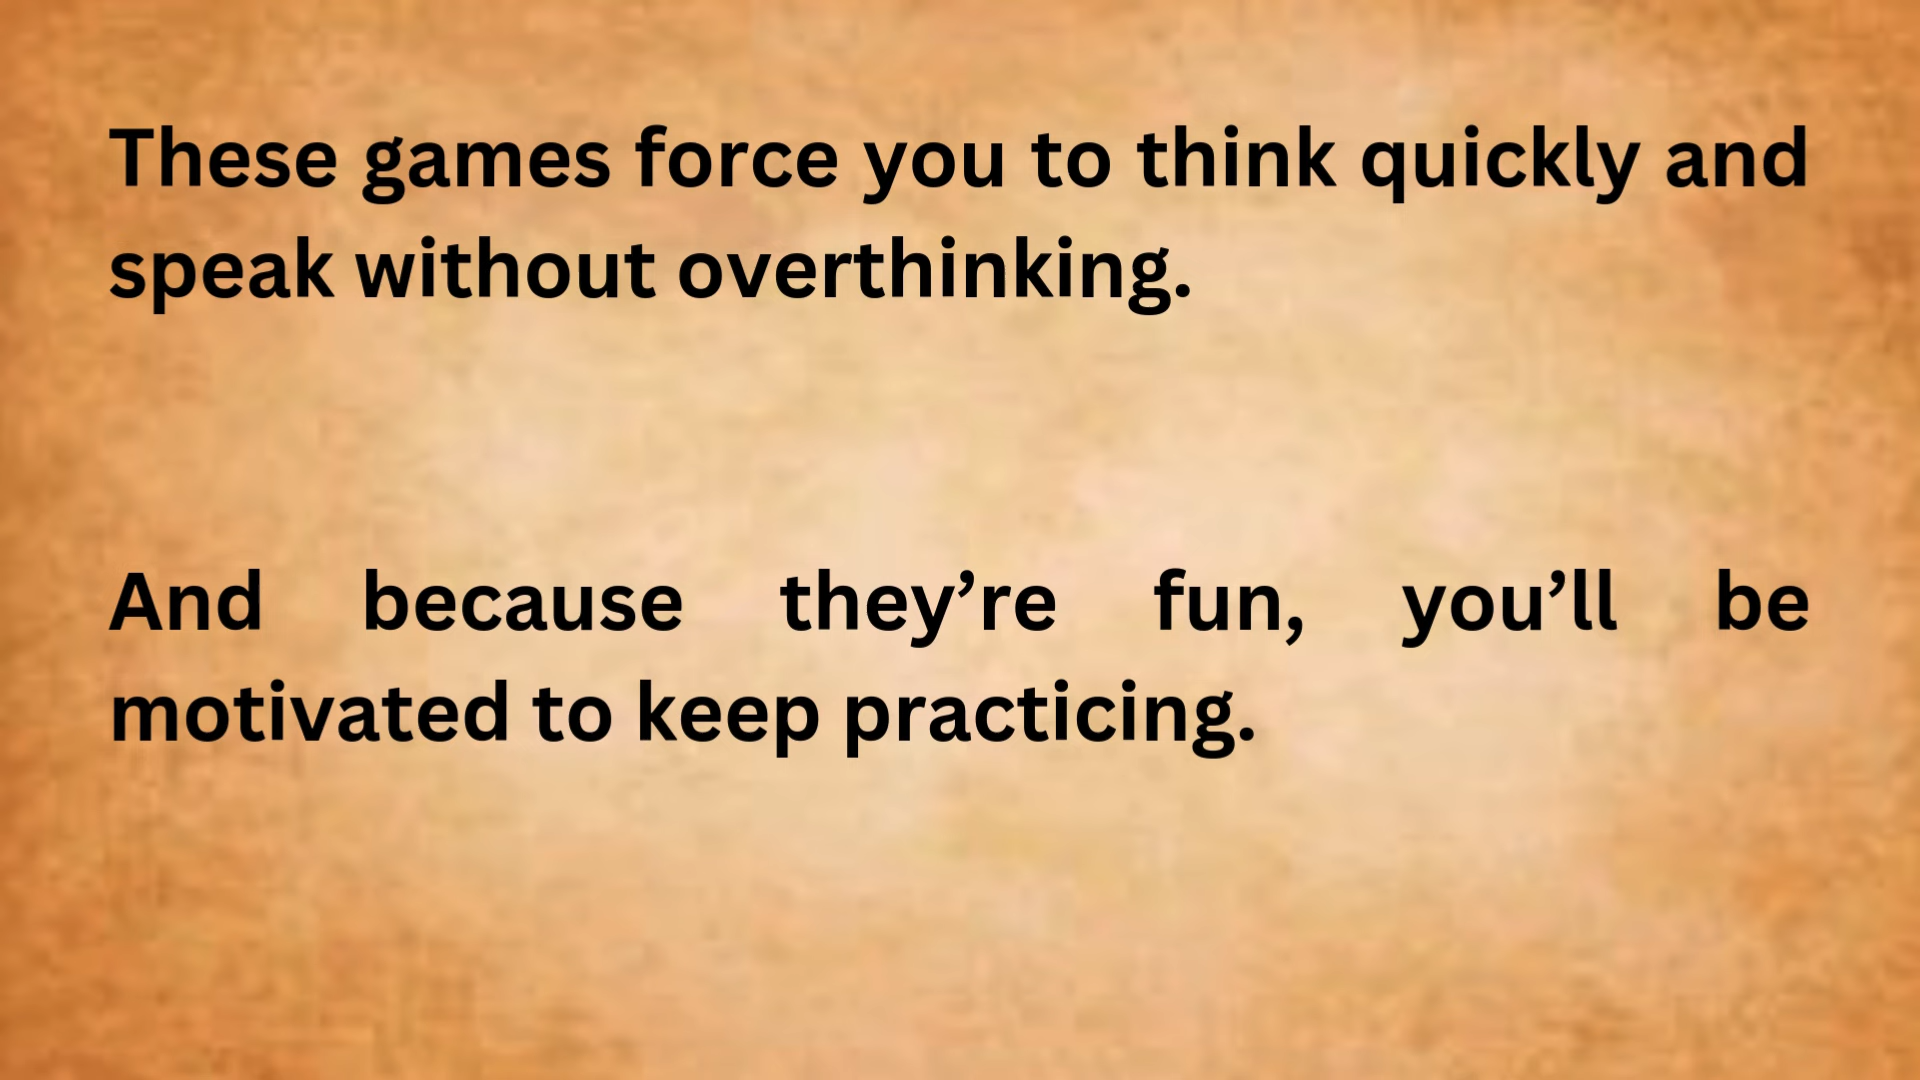 These games force you to think quickly and
speak without overthinking.
And because they’re fun, you’ll be
motivated to keep practicing.